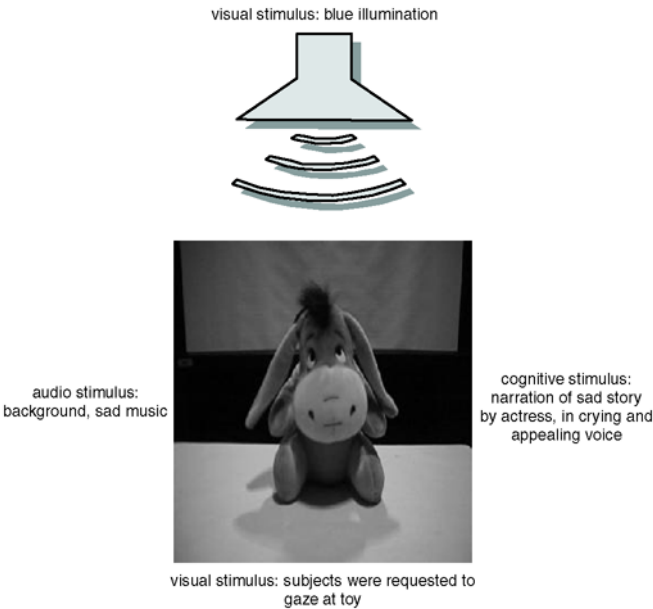 visual stimulus: blue illumination
audio stimulus:
background, sad music
cognitive stimulus:
narration of sad story
by actress, in crying and
appealing voice
visual stimulus: subjects were requested to
gaze at toy